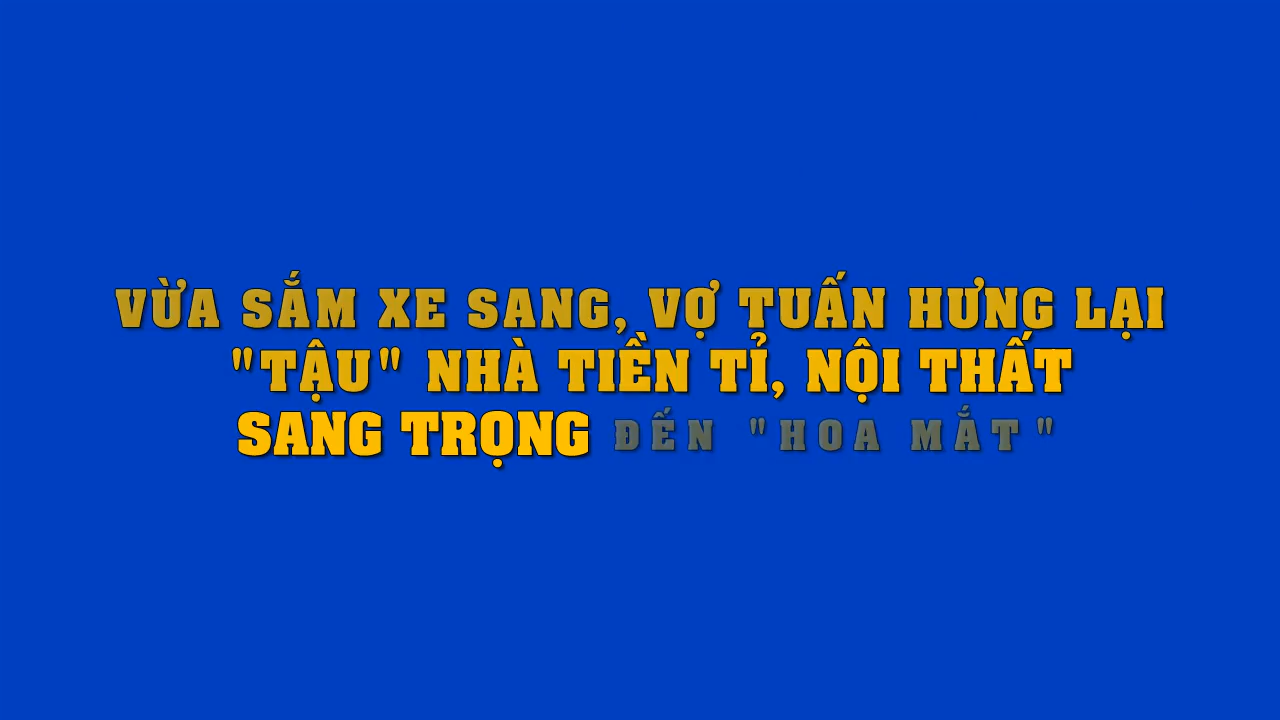 VỪA SẮM XE SANG, VỢ TUẤN HƯNG LẠI
"TẬU" NHÀ TIỀN TỈ, NỘI THẤT
SANG TRỌNG ĐẾN "HOA MẮT"